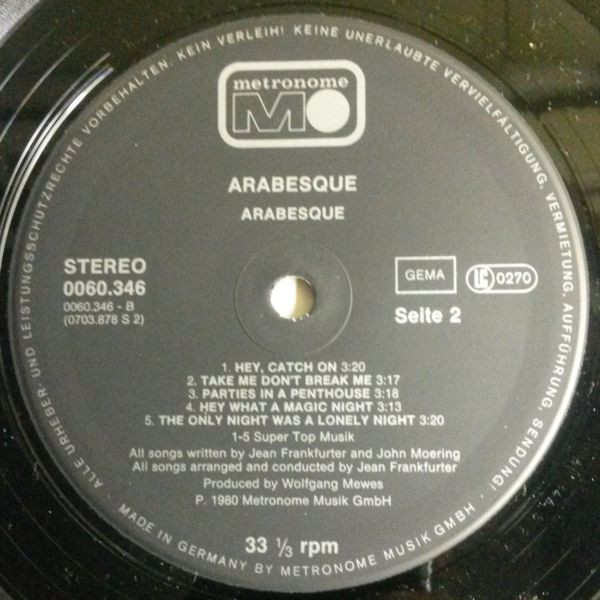 ALLE URHEBER- UND LEISTUNGSSCHUTZRECHTE VORBEHALTEN. KEIN VERLEIH! KEINE UNERLAUBTE VERVIELFÄLTIGUNG, VERMIETUNG, AUFFÜHRUNG, SENDUNG!
metronome
M
ARABESQUE
ARABESQUE
STEREO
0060.346
0060.346 - B
(0703.878 S 2)
GEMA
LC 0270
Seite 2
1. HEY, CATCH ON 3:20
2. TAKE ME DON'T BREAK ME 3:17
3. PARTIES IN A PENTHOUSE 3:18
4. HEY WHAT A MAGIC NIGHT 3:13
5. THE ONLY NIGHT WAS A LONELY NIGHT 3:20
1-5 Super Top Musik
All songs written by Jean Frankfurter and John Moering
All songs arranged and conducted by Jean Frankfurter
Produced by Wolfgang Mewes
P. 1980 Metronome Musik GmbH
33 1/3 rpm
MADE IN GERMANY BY METRONOME MUSIK GMBH